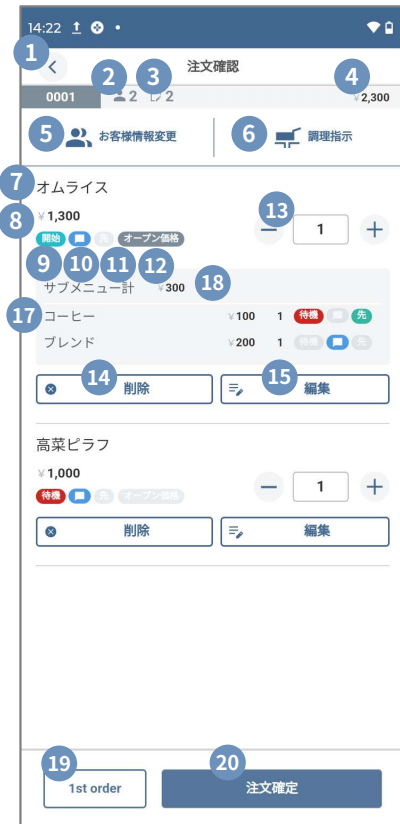 14:22
1
注文確認
2 3 4
0001 2 2 ¥2,300
5 お客様情報変更 6 調理指示
7 オムライス
8 ¥1,300 13
開始 先 オープン価格 1
9 10 11 12
サブメニュー計 ¥300 18
17 コーヒー ¥100 1 待機 先
ブレンド ¥200 1 待機 先
14 15
削除 編集
高菜ピラフ
¥1,000
待機 先 オープン価格 1
削除 編集
19 20
1st order 注文確定